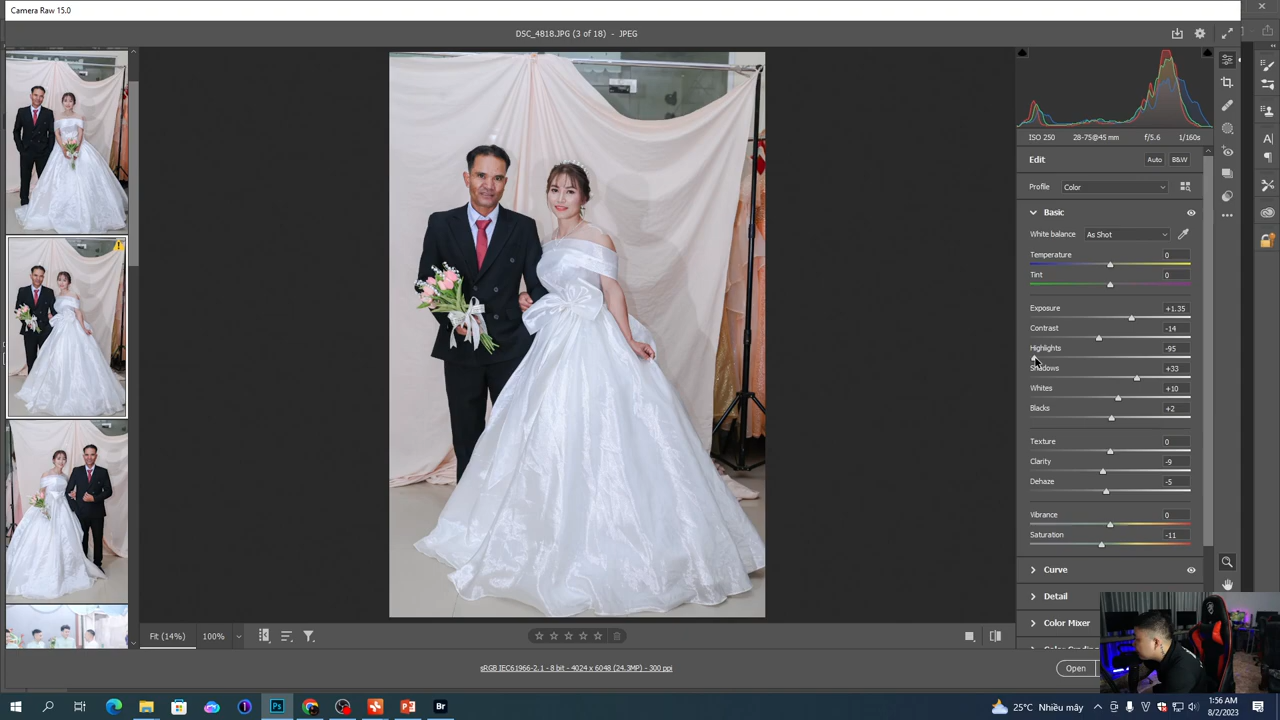 Camera Raw 15.0
DSC_4818.JPG (3 of 18) - JPEG
ISO 250 28-75@45 mm f/5.6 1/160s
Edit Auto B&W
Profile Color
Basic
White balance As Shot
Temperature 0
Tint 0
Exposure +1.35
Contrast -14
Highlights -95
Shadows +33
Whites +10
Blacks +2
Texture 0
Clarity -9
Dehaze -5
Vibrance 0
Saturation -11
Curve
Detail
Color Mixer
Fit (14%) 100%
sRGB IEC61966-2.1 - 8 bit - 4024 x 6048 (24.3MP) - 300 ppi
Open
Ps Br
25°C Nhiều mây
1:56 AM
8/2/2023